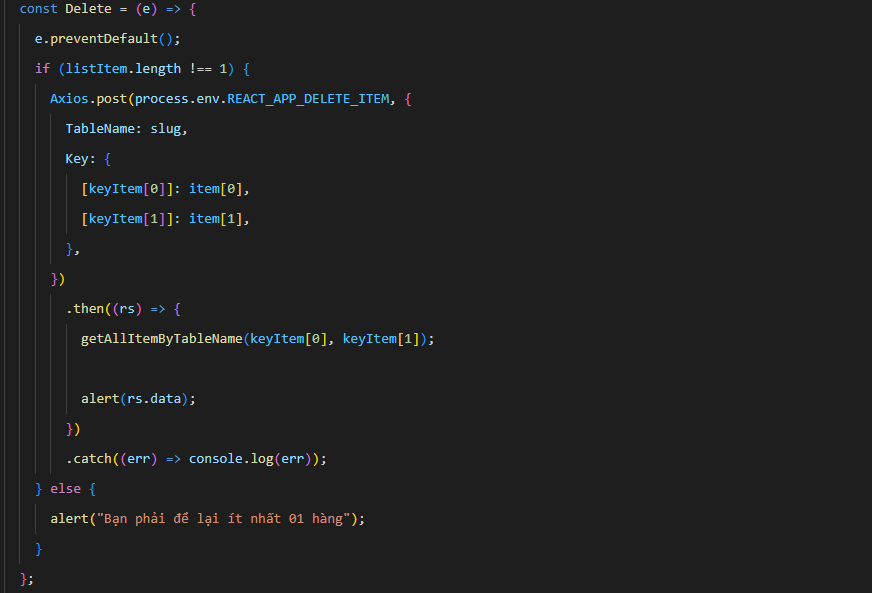 const Delete = (e) => {
e.preventDefault();
if (listItem.length !== 1) {
Axios.post(process.env.REACT_APP_DELETE_ITEM, {
TableName: slug,
Key: {
[keyItem[0]]: item[0],
[keyItem[1]]: item[1],
},
})
.then((rs) => {
getAllItemByTableName(keyItem[0], keyItem[1]);
alert(rs.data);
})
.catch((err) => console.log(err));
} else {
alert("Bạn phải để lại ít nhất 01 hàng");
}
};